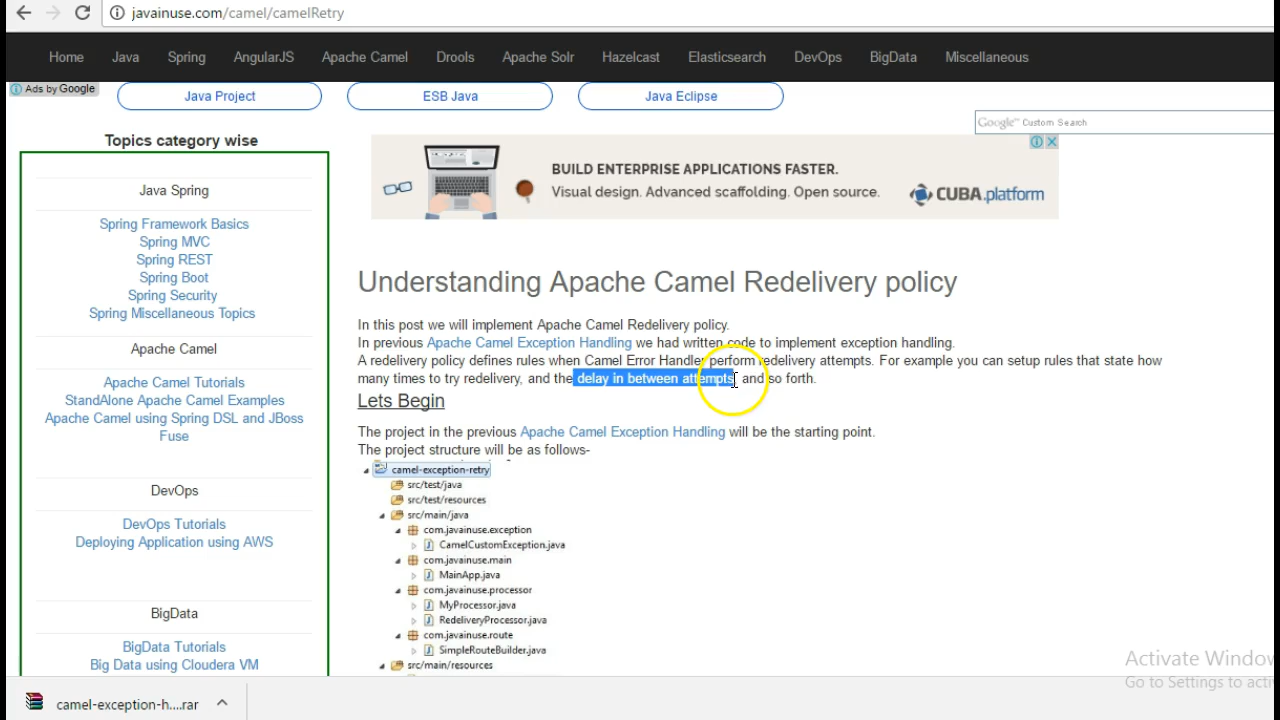 javainuse.com/camel/camelRetry
Home Java Spring AngularJS Apache Camel Drools Apache Solr Hazelcast Elasticsearch DevOps BigData Miscellaneous
Ads by Google
Java Project ESB Java Java Eclipse
Google™ Custom Search
Topics category wise
Java Spring
Spring Framework Basics
Spring MVC
Spring REST
Spring Boot
Spring Security
Spring Miscellaneous Topics
Apache Camel
Apache Camel Tutorials
StandAlone Apache Camel Examples
Apache Camel using Spring DSL and JBoss
Fuse
DevOps
DevOps Tutorials
Deploying Application using AWS
BigData
BigData Tutorials
Big Data using Cloudera VM
BUILD ENTERPRISE APPLICATIONS FASTER.
Visual design. Advanced scaffolding. Open source.
CUBA.platform
Understanding Apache Camel Redelivery policy
In this post we will implement Apache Camel Redelivery policy.
In previous Apache Camel Exception Handling we had written code to implement exception handling.
A redelivery policy defines rules when Camel Error Handler perform redelivery attempts. For example you can setup rules that state how
many times to try redelivery, and the delay in between attempts, and so forth.
Lets Begin
The project in the previous Apache Camel Exception Handling will be the starting point.
The project structure will be as follows-
camel-exception-retry
src/test/java
src/test/resources
src/main/java
com.javainuse.exception
CamelCustomException.java
com.javainuse.main
MainApp.java
com.javainuse.processor
MyProcessor.java
RedeliveryProcessor.java
com.javainuse.route
SimpleRouteBuilder.java
src/main/resources
Activate Window
Go to Settings to acti
camel-exception-h....rar